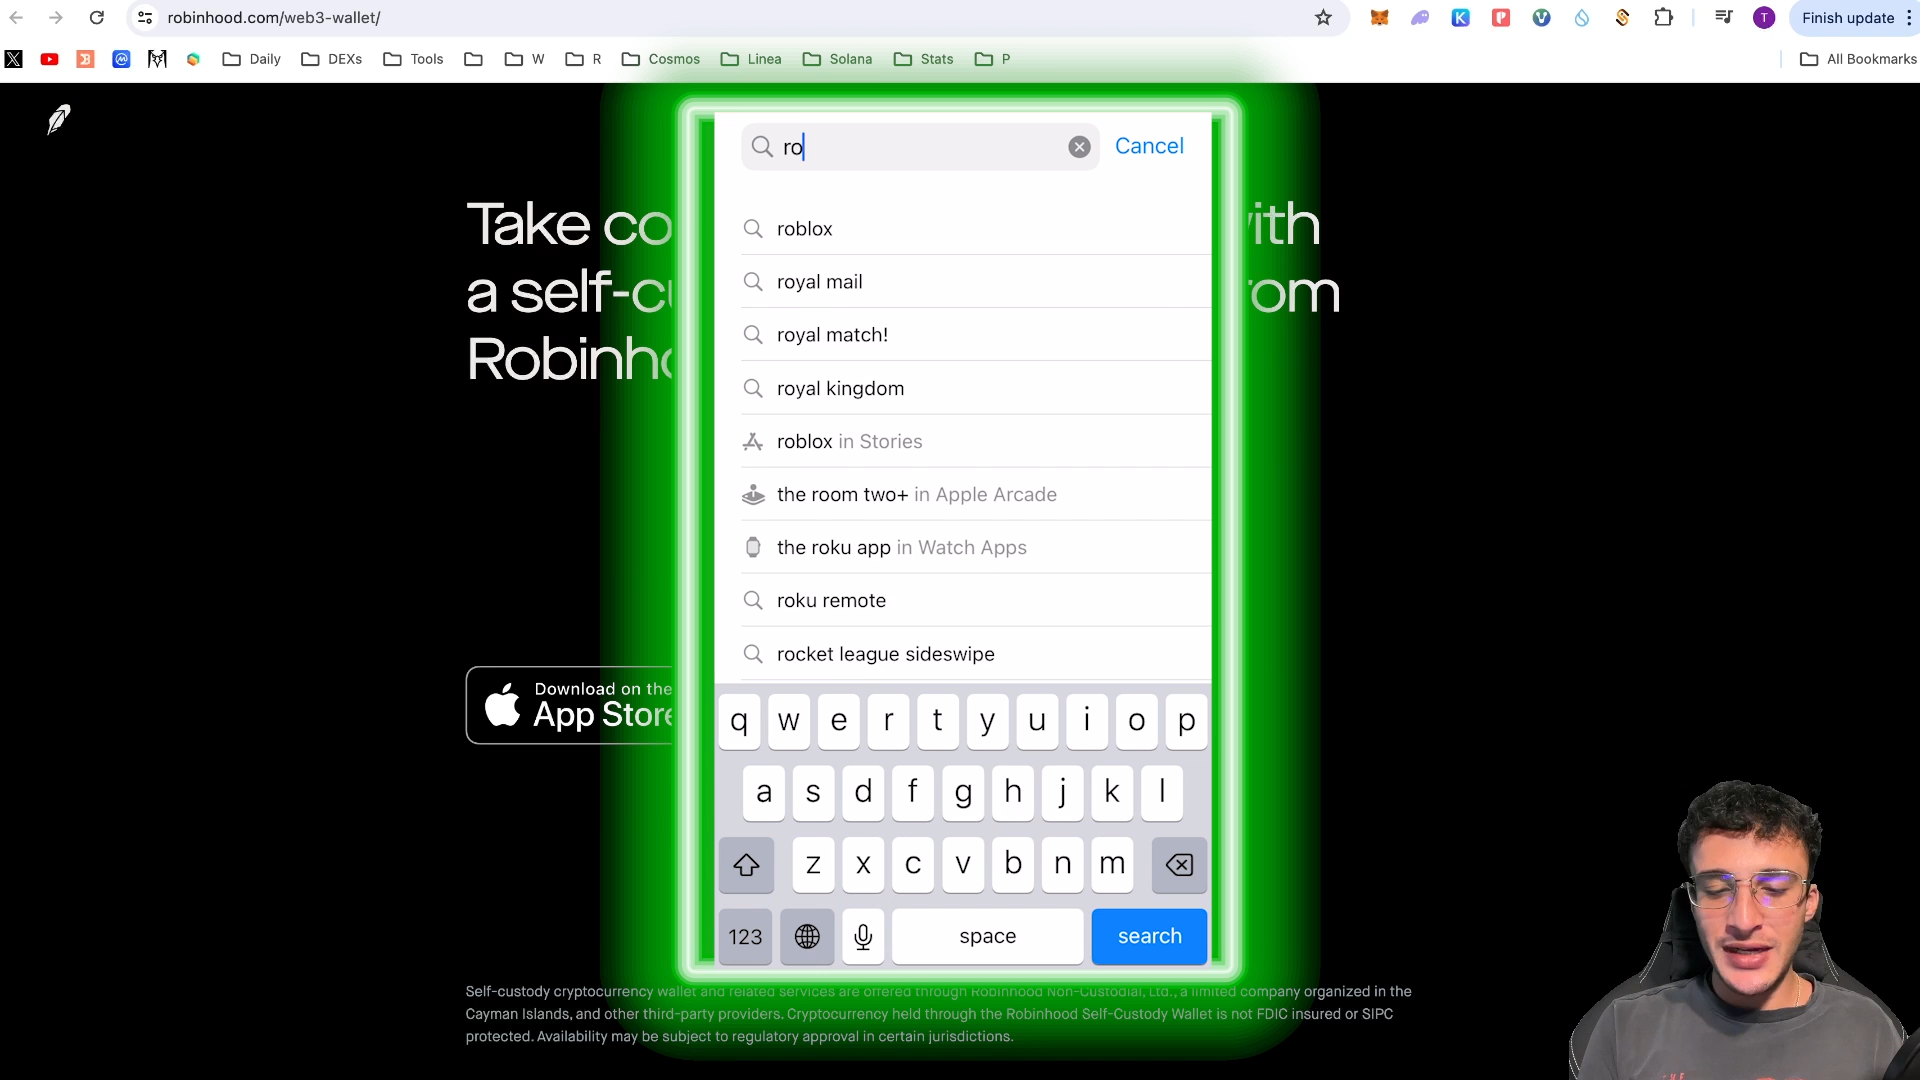 robinhood.com/web3-wallet/
T
Finish update
Daily
DEXs
Tools
W
R
Cosmos
Linea
Solana
Stats
P
All Bookmarks
ro
Cancel
roblox
royal mail
royal match!
royal kingdom
roblox in Stories
the room two+ in Apple Arcade
the roku app in Watch Apps
roku remote
rocket league sideswipe
q w e r t y u i o p
a s d f g h j k l
z x c v b n m
123
space
search
Take co
ith
a self-c
om
Robinh
Download on the
App Store
Self-custody cryptocurrency wallet and related services are offered through Robinhood Non-Custodial, Ltd., a limited company organized in the
Cayman Islands, and other third-party providers. Cryptocurrency held through the Robinhood Self-Custody Wallet is not FDIC insured or SIPC
protected. Availability may be subject to regulatory approval in certain jurisdictions.